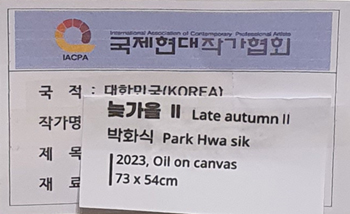 International Association of Contemporary Professional Artists
국제현대작가협회
IACPA
국 적 : 대한민국(KOREA)
작가명
제 목
재 료
늦가을 II Late autumn II
박화식 Park Hwa sik
2023, Oil on canvas
73 x 54cm